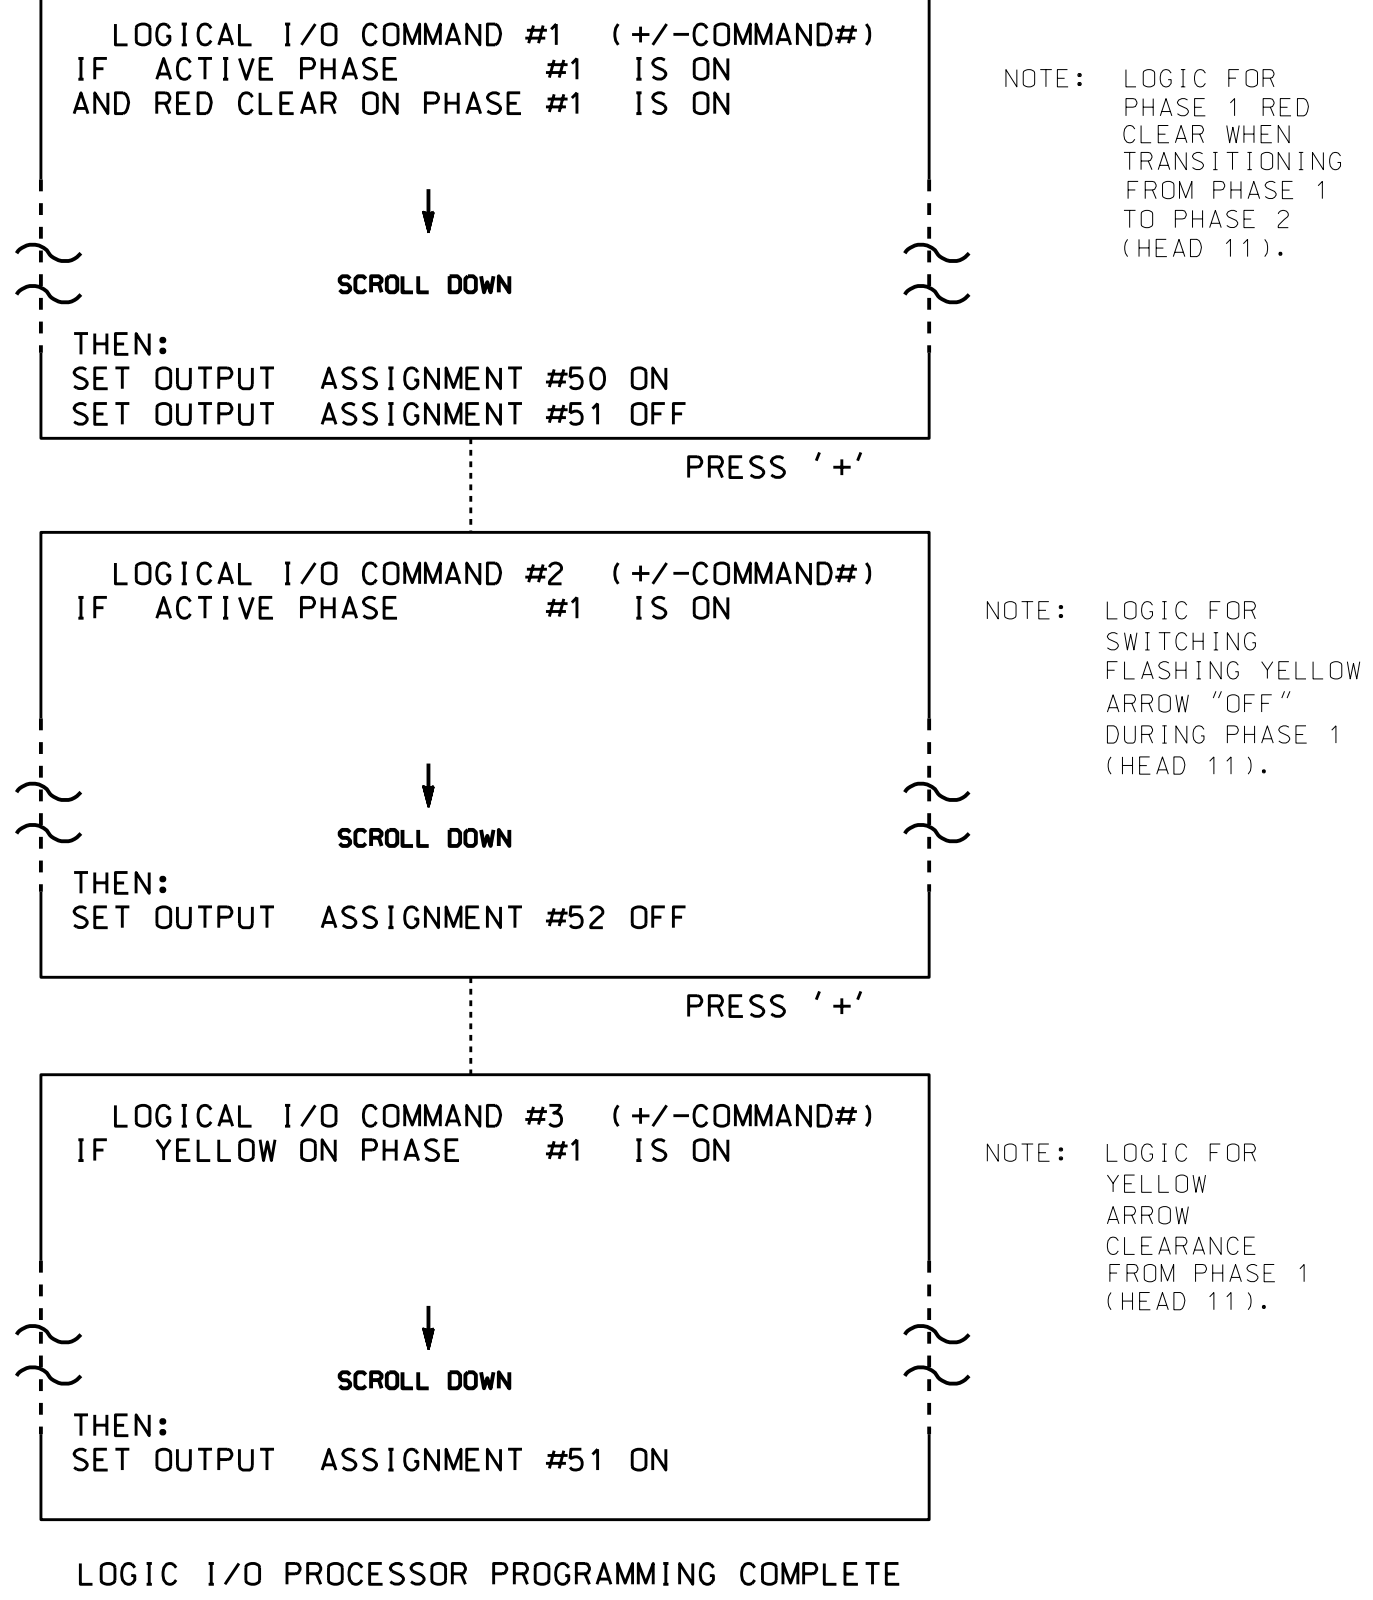 LOGICAL I/O COMMAND #1 (+/-COMMAND#)
IF ACTIVE PHASE #1 IS ON
AND RED CLEAR ON PHASE #1 IS ON
SCROLL DOWN
THEN:
SET OUTPUT ASSIGNMENT #50 ON
SET OUTPUT ASSIGNMENT #51 OFF
NOTE: LOGIC FOR
PHASE 1 RED
CLEAR WHEN
TRANSITIONING
FROM PHASE 1
TO PHASE 2
(HEAD 11).
PRESS '+'
LOGICAL I/O COMMAND #2 (+/-COMMAND#)
IF ACTIVE PHASE #1 IS ON
SCROLL DOWN
THEN:
SET OUTPUT ASSIGNMENT #52 OFF
NOTE: LOGIC FOR
SWITCHING
FLASHING YELLOW
ARROW "OFF"
DURING PHASE 1
(HEAD 11).
PRESS '+'
LOGICAL I/O COMMAND #3 (+/-COMMAND#)
IF YELLOW ON PHASE #1 IS ON
SCROLL DOWN
THEN:
SET OUTPUT ASSIGNMENT #51 ON
NOTE: LOGIC FOR
YELLOW
ARROW
CLEARANCE
FROM PHASE 1
(HEAD 11).
LOGIC I/O PROCESSOR PROGRAMMING COMPLETE